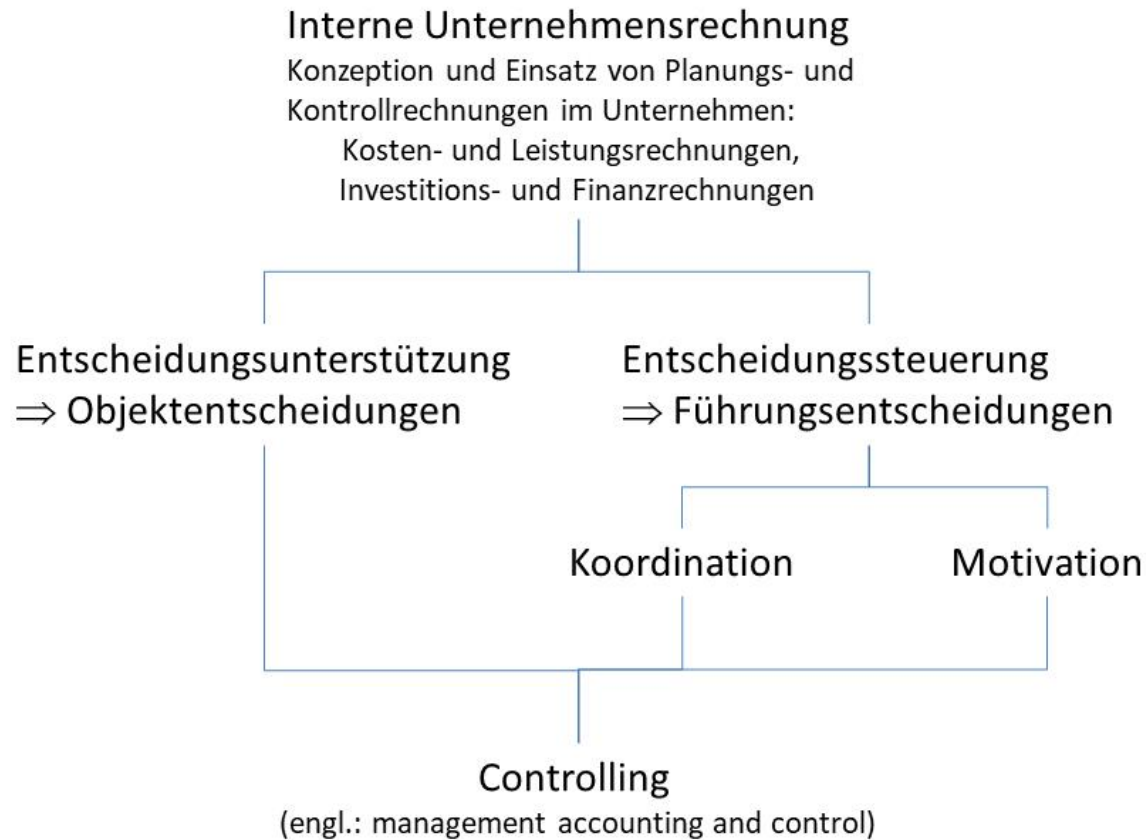 Interne Unternehmensrechnung
Konzeption und Einsatz von Planungs- und
Kontrollrechnungen im Unternehmen:
Kosten- und Leistungsrechnungen,
Investitions- und Finanzrechnungen
Entscheidungsunterstützung
⇒ Objektentscheidungen
Entscheidungssteuerung
⇒ Führungsentscheidungen
Koordination
Motivation
Controlling
(engl.: management accounting and control)